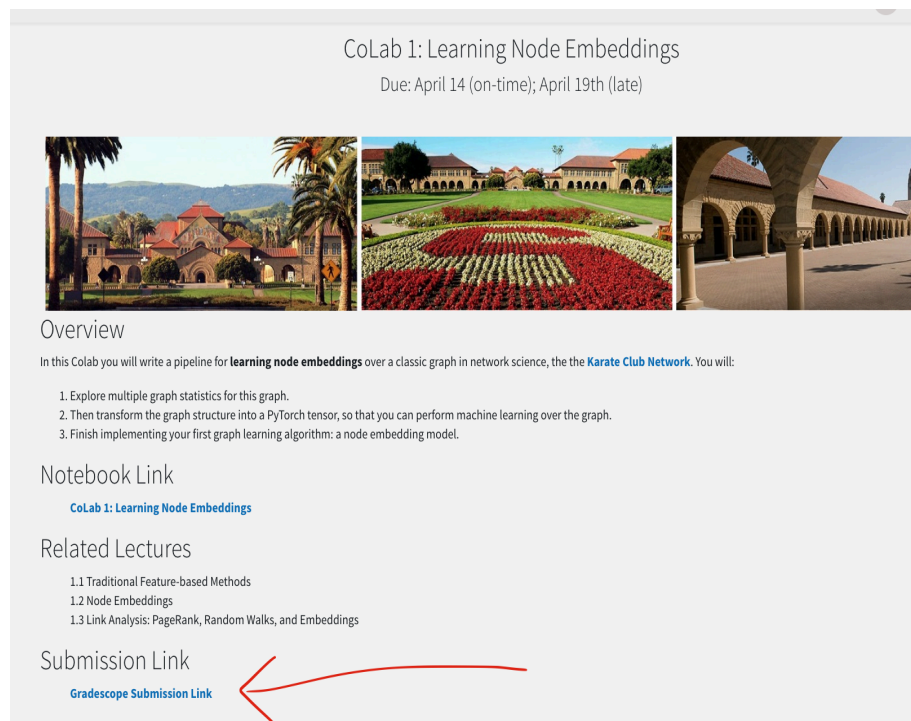 CoLab 1: Learning Node Embeddings
Due: April 14 (on-time); April 19th (late)
Overview
In this Colab you will write a pipeline for learning node embeddings over a classic graph in network science, the the Karate Club Network. You will:
1. Explore multiple graph statistics for this graph.
2. Then transform the graph structure into a PyTorch tensor, so that you can perform machine learning over the graph.
3. Finish implementing your first graph learning algorithm: a node embedding model.
Notebook Link
CoLab 1: Learning Node Embeddings
Related Lectures
1.1 Traditional Feature-based Methods
1.2 Node Embeddings
1.3 Link Analysis: PageRank, Random Walks, and Embeddings
Submission Link
Gradescope Submission Link